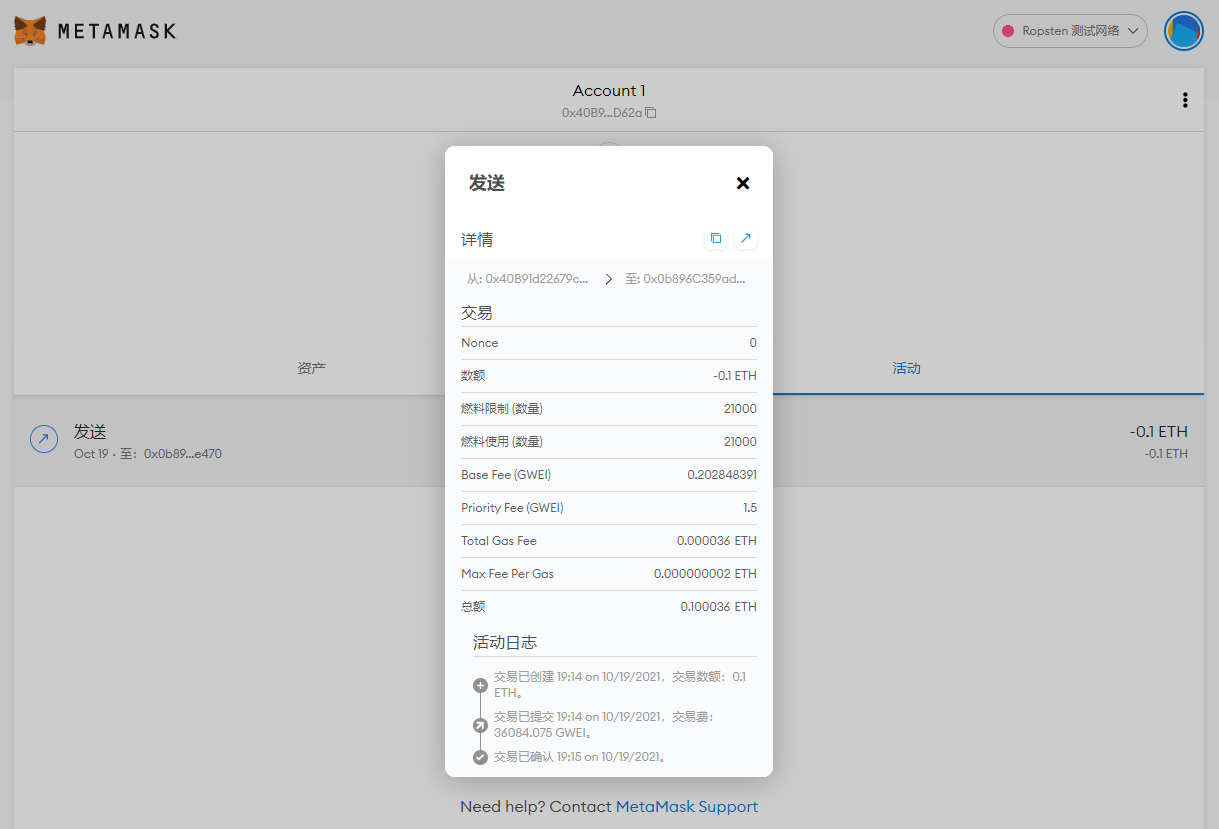 METAMASK
Ropsten 测试网络
Account 1
0x40B9...D62a
发送
详情
从: 0x40B91d22679c... 至: 0x0b896C359ad...
交易
Nonce 0
数额 -0.1 ETH
燃料限制 (数量) 21000
燃料使用 (数量) 21000
Base Fee (GWEI) 0.202848391
Priority Fee (GWEI) 1.5
Total Gas Fee 0.000036 ETH
Max Fee Per Gas 0.000000002 ETH
总额 0.100036 ETH
活动日志
交易已创建 19:14 on 10/19/2021，交易数额：0.1
ETH。
交易已提交 19:14 on 10/19/2021，交易费：
36084.075 GWEI。
交易已确认 19:15 on 10/19/2021。
资产
活动
发送
Oct 19 · 至：0x0b89...e470
-0.1 ETH
-0.1 ETH
Need help? Contact MetaMask Support